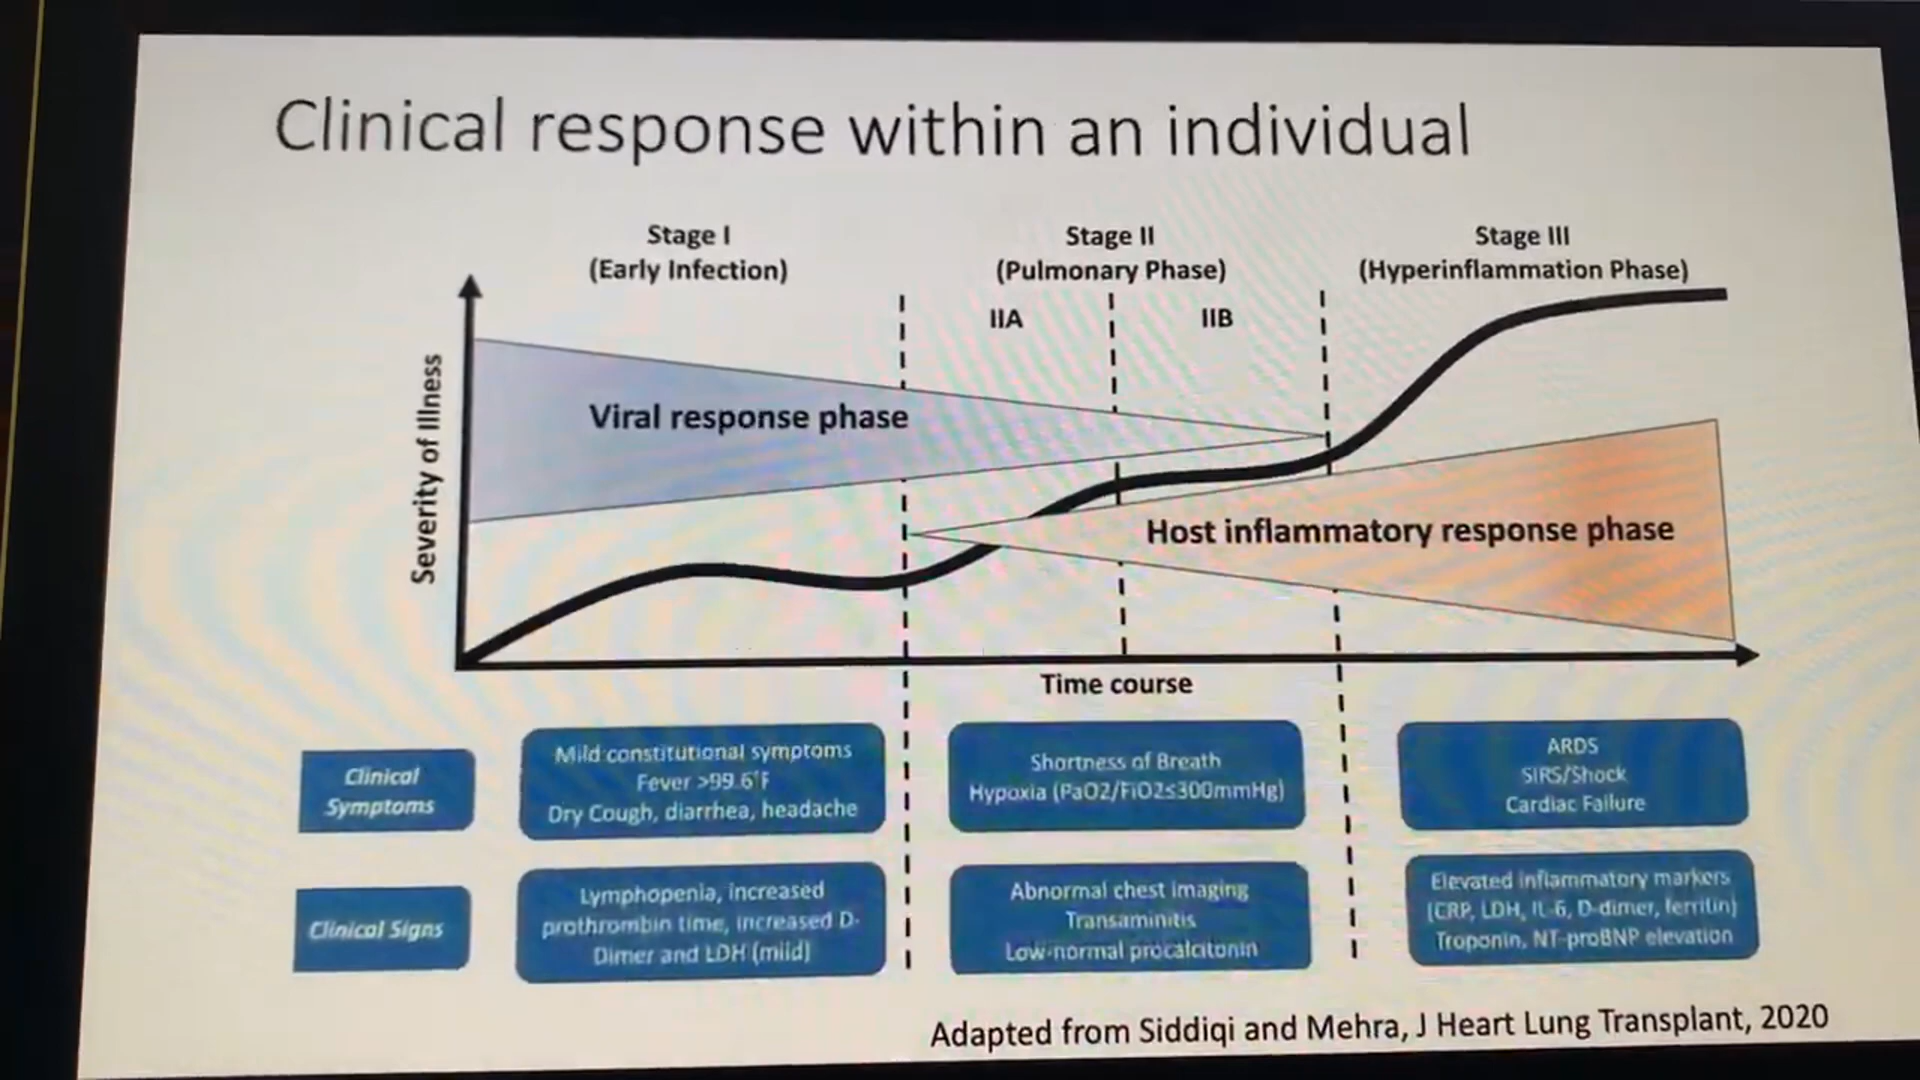 Clinical response within an individual
Stage I
(Early Infection)
Stage II
(Pulmonary Phase)
Stage III
(Hyperinflammation Phase)
IIA
IIB
Severity of Illness
Viral response phase
Host inflammatory response phase
Time course
Clinical
Symptoms
Mild constitutional symptoms
Fever >99.6°F
Dry Cough, diarrhea, headache
Shortness of Breath
Hypoxia (PaO2/FiO2≤300mmHg)
ARDS
SIRS/Shock
Cardiac Failure
Clinical Signs
Lymphopenia, increased
prothrombin time, increased D-
Dimer and LDH (mild)
Abnormal chest imaging
Transaminitis
Low-normal procalcitonin
Elevated inflammatory markers
(CRP, LDH, IL-6, D-dimer, ferritin)
Troponin, NT-proBNP elevation
Adapted from Siddiqi and Mehra, J Heart Lung Transplant, 2020